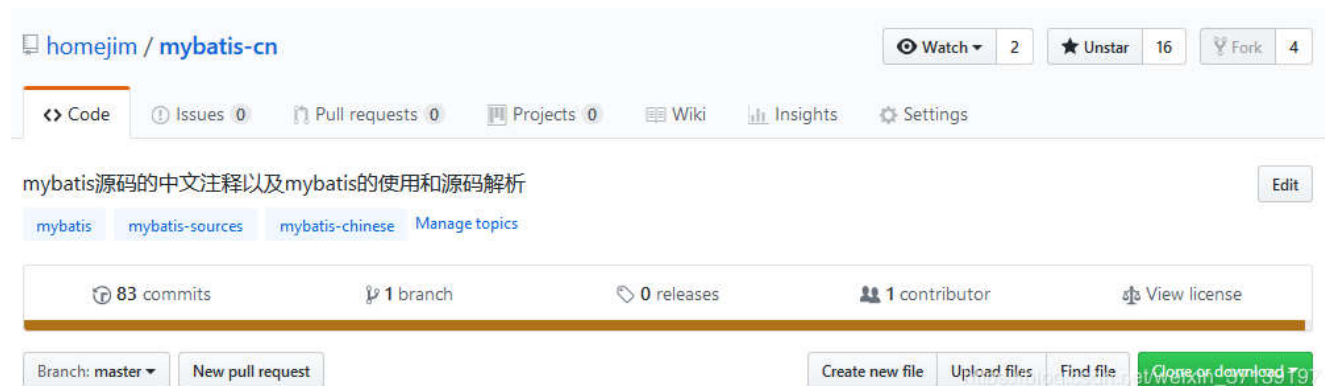 homejim / mybatis-cn Watch 2 Unstar 16 Fork 4
Code Issues 0 Pull requests 0 Projects 0 Wiki Insights Settings
mybatis源码的中文注释以及mybatis的使用和源码解析 Edit
mybatis mybatis-sources mybatis-chinese Manage topics
83 commits 1 branch 0 releases 1 contributor View license
Branch: master New pull request Create new file Upload files Find file Clone or download